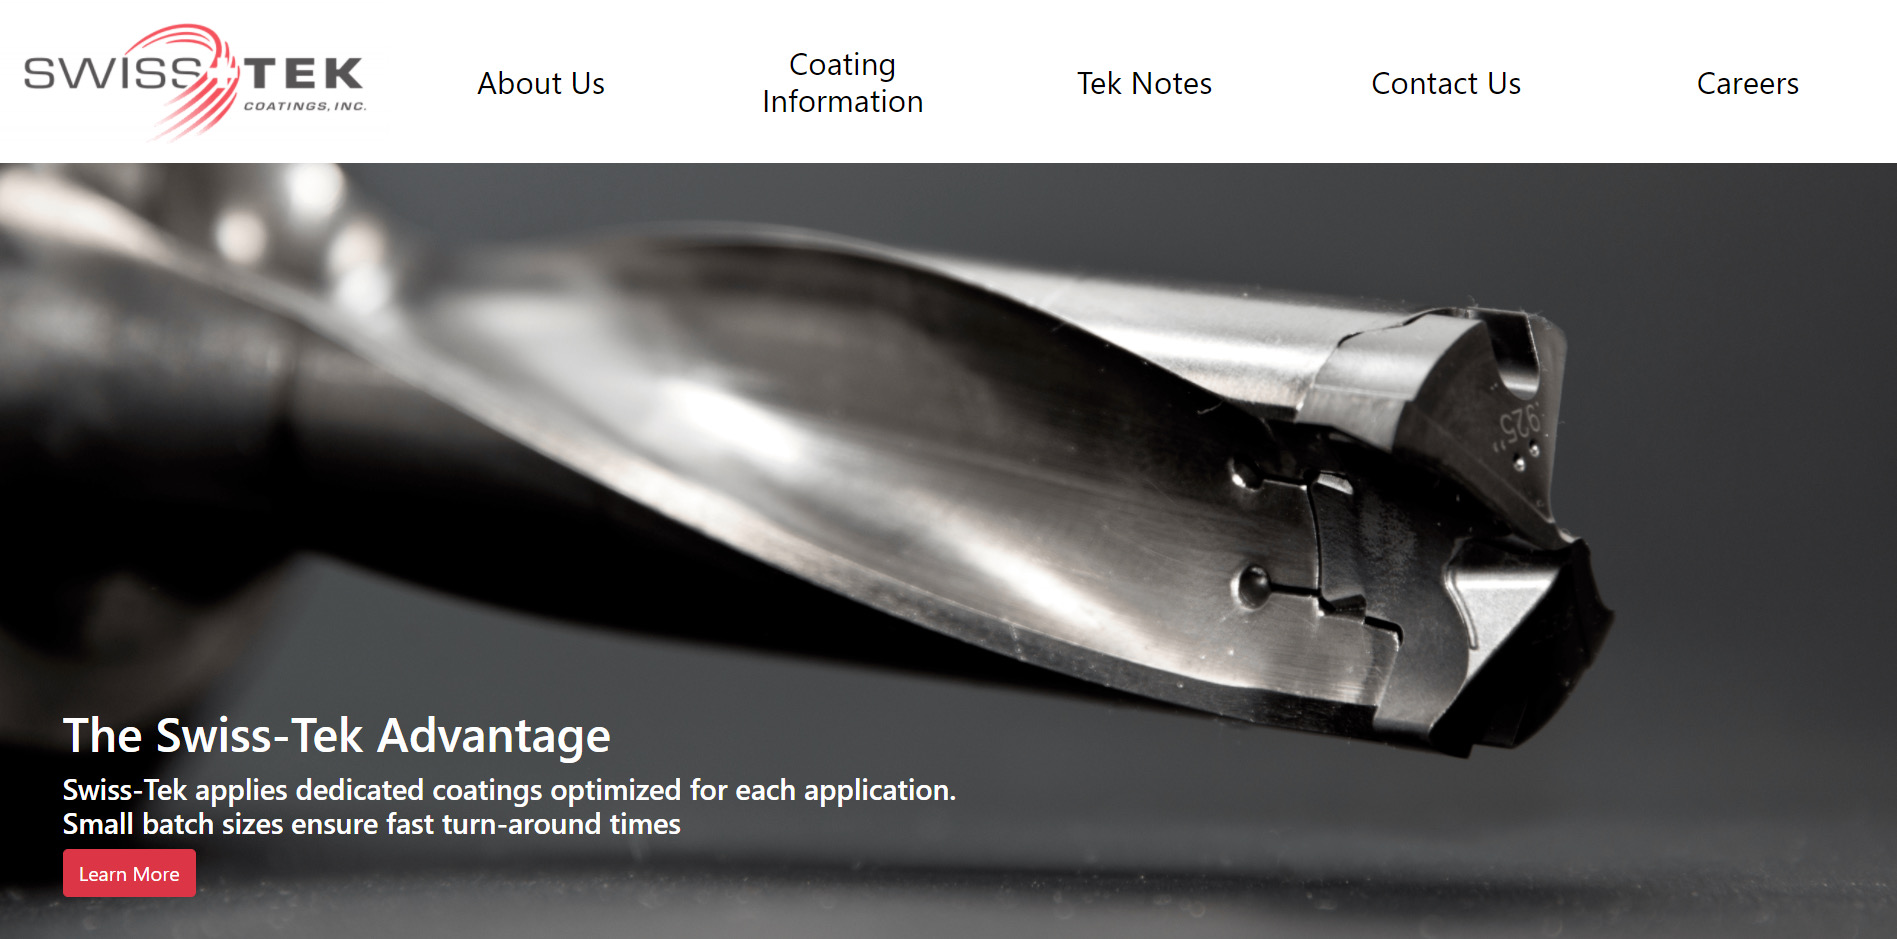 SWISS+TEK
COATINGS, INC.
About Us
Coating
Information
Tek Notes
Contact Us
Careers
.925"
The Swiss-Tek Advantage
Swiss-Tek applies dedicated coatings optimized for each application.
Small batch sizes ensure fast turn-around times
Learn More